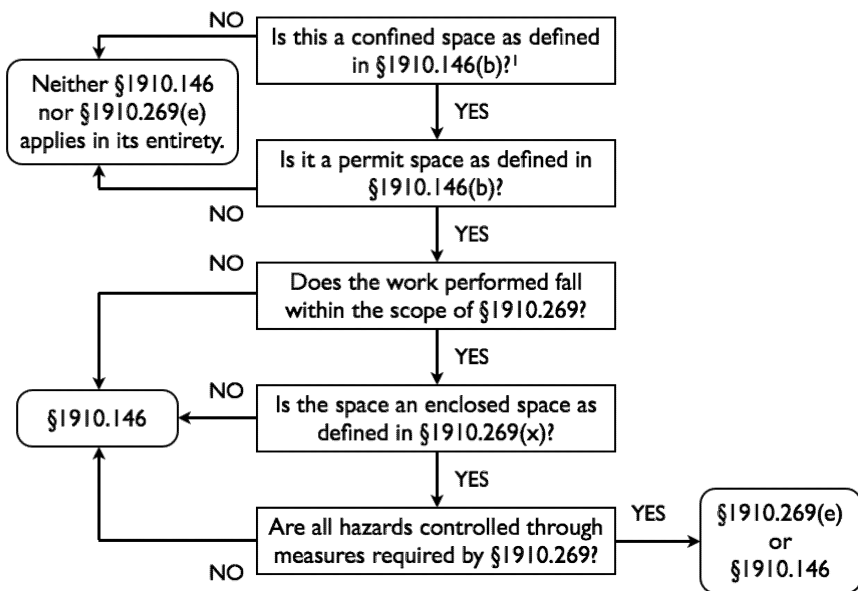 NO
Is this a confined space as defined
in §1910.146(b)?¹
Neither §1910.146
nor §1910.269(e)
applies in its entirety.
YES
Is it a permit space as defined in
§1910.146(b)?
NO
YES
NO
Does the work performed fall
within the scope of §1910.269?
YES
NO
§1910.146
Is the space an enclosed space as
defined in §1910.269(x)?
YES
Are all hazards controlled through
measures required by §1910.269?
YES
§1910.269(e)
or
§1910.146
NO